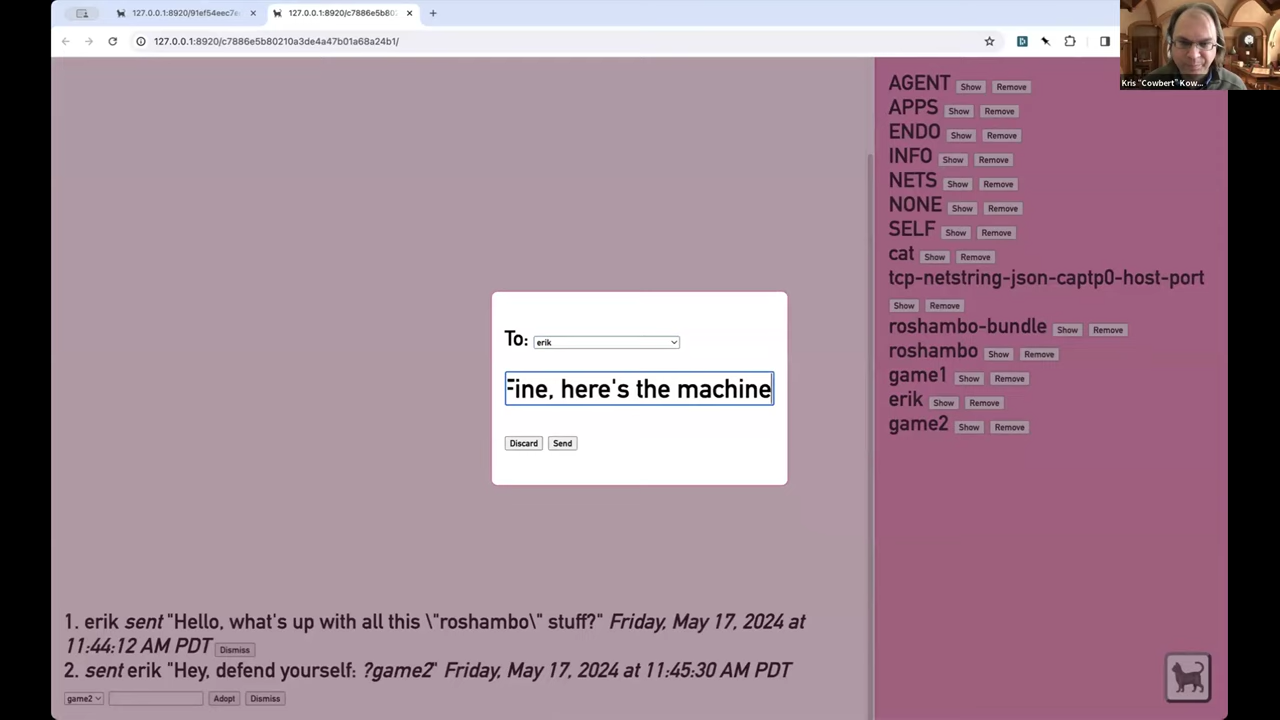 127.0.0.1:8920/91ef54eec7e
127.0.0.1:8920/c7886e5b80
127.0.0.1:8920/c7886e5b80210a3de4a47b01a68a24b1/
Kris "Cowbert" Kow...
AGENT Show Remove
APPS Show Remove
ENDO Show Remove
INFO Show Remove
NETS Show Remove
NONE Show Remove
SELF Show Remove
cat Show Remove
tcp-netstring-json-captp0-host-port
Show Remove
roshambo-bundle Show Remove
roshambo Show Remove
game1 Show Remove
erik Show Remove
game2 Show Remove
To: erik
Fine, here's the machine
Discard Send
1. erik sent "Hello, what's up with all this \"roshambo\" stuff?" Friday, May 17, 2024 at
11:44:12 AM PDT Dismiss
2. sent erik "Hey, defend yourself: ?game2" Friday, May 17, 2024 at 11:45:30 AM PDT
game2 Adopt Dismiss